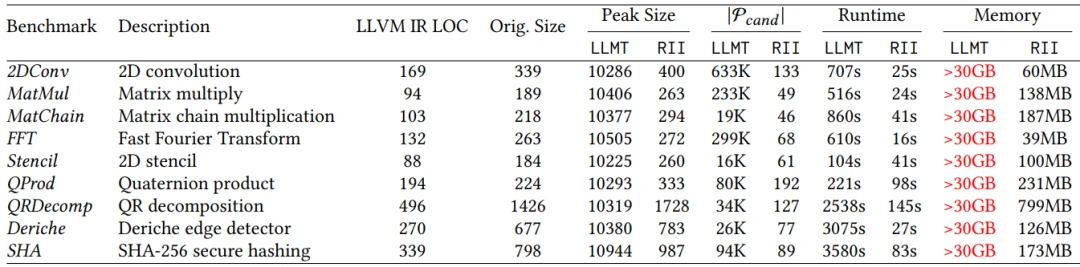 Benchmark Description LLVM IR LOC Orig. Size Peak Size |𝒫cand| Runtime Memory
LLMT RII LLMT RII LLMT RII LLMT RII
2DConv 2D convolution 169 339 10286 400 633K 133 707s 25s >30GB 60MB
MatMul Matrix multiply 94 189 10406 263 233K 49 516s 24s >30GB 138MB
MatChain Matrix chain multiplication 103 218 10377 294 19K 46 860s 41s >30GB 187MB
FFT Fast Fourier Transform 132 263 10505 272 299K 68 610s 16s >30GB 39MB
Stencil 2D stencil 88 184 10225 260 16K 61 104s 41s >30GB 100MB
QProd Quaternion product 194 224 10293 333 80K 192 221s 98s >30GB 231MB
QRDecomp QR decomposition 496 1426 10319 1728 34K 127 2538s 145s >30GB 799MB
Deriche Deriche edge detector 270 677 10380 783 26K 77 3075s 27s >30GB 126MB
SHA SHA-256 secure hashing 339 798 10944 987 94K 89 3580s 83s >30GB 173MB